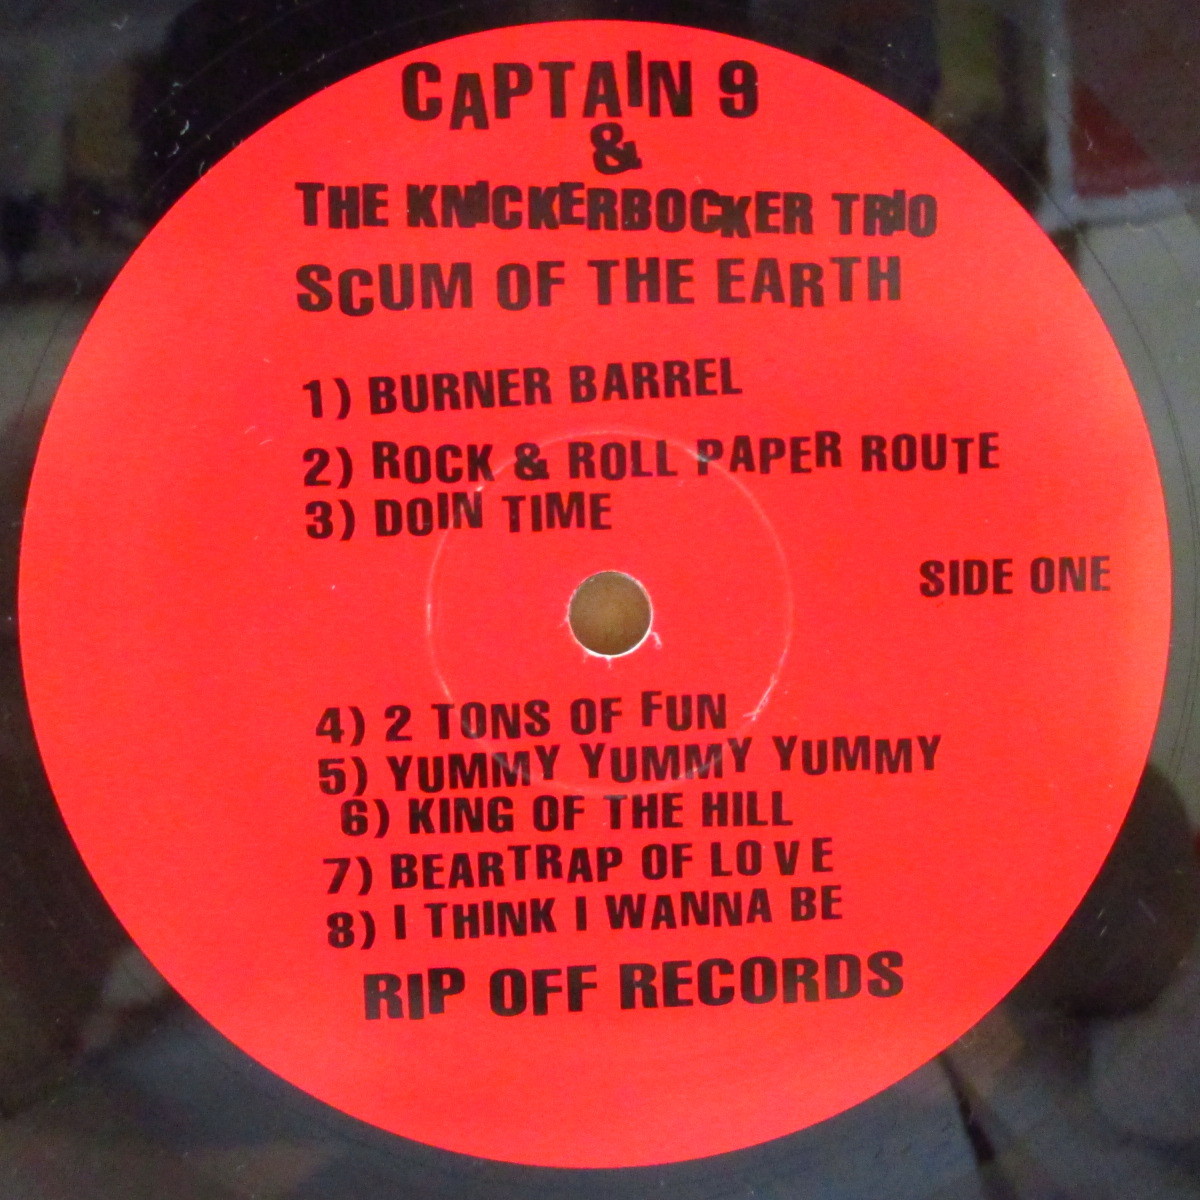 CAPTAIN 9
&
THE KNICKERBOCKER TRIO
SCUM OF THE EARTH
1) BURNER BARREL
2) ROCK & ROLL PAPER ROUTE
3) DOIN TIME
SIDE ONE
4) 2 TONS OF FUN
5) YUMMY YUMMY YUMMY
6) KING OF THE HILL
7) BEARTRAP OF LOVE
8) I THINK I WANNA BE
RIP OFF RECORDS